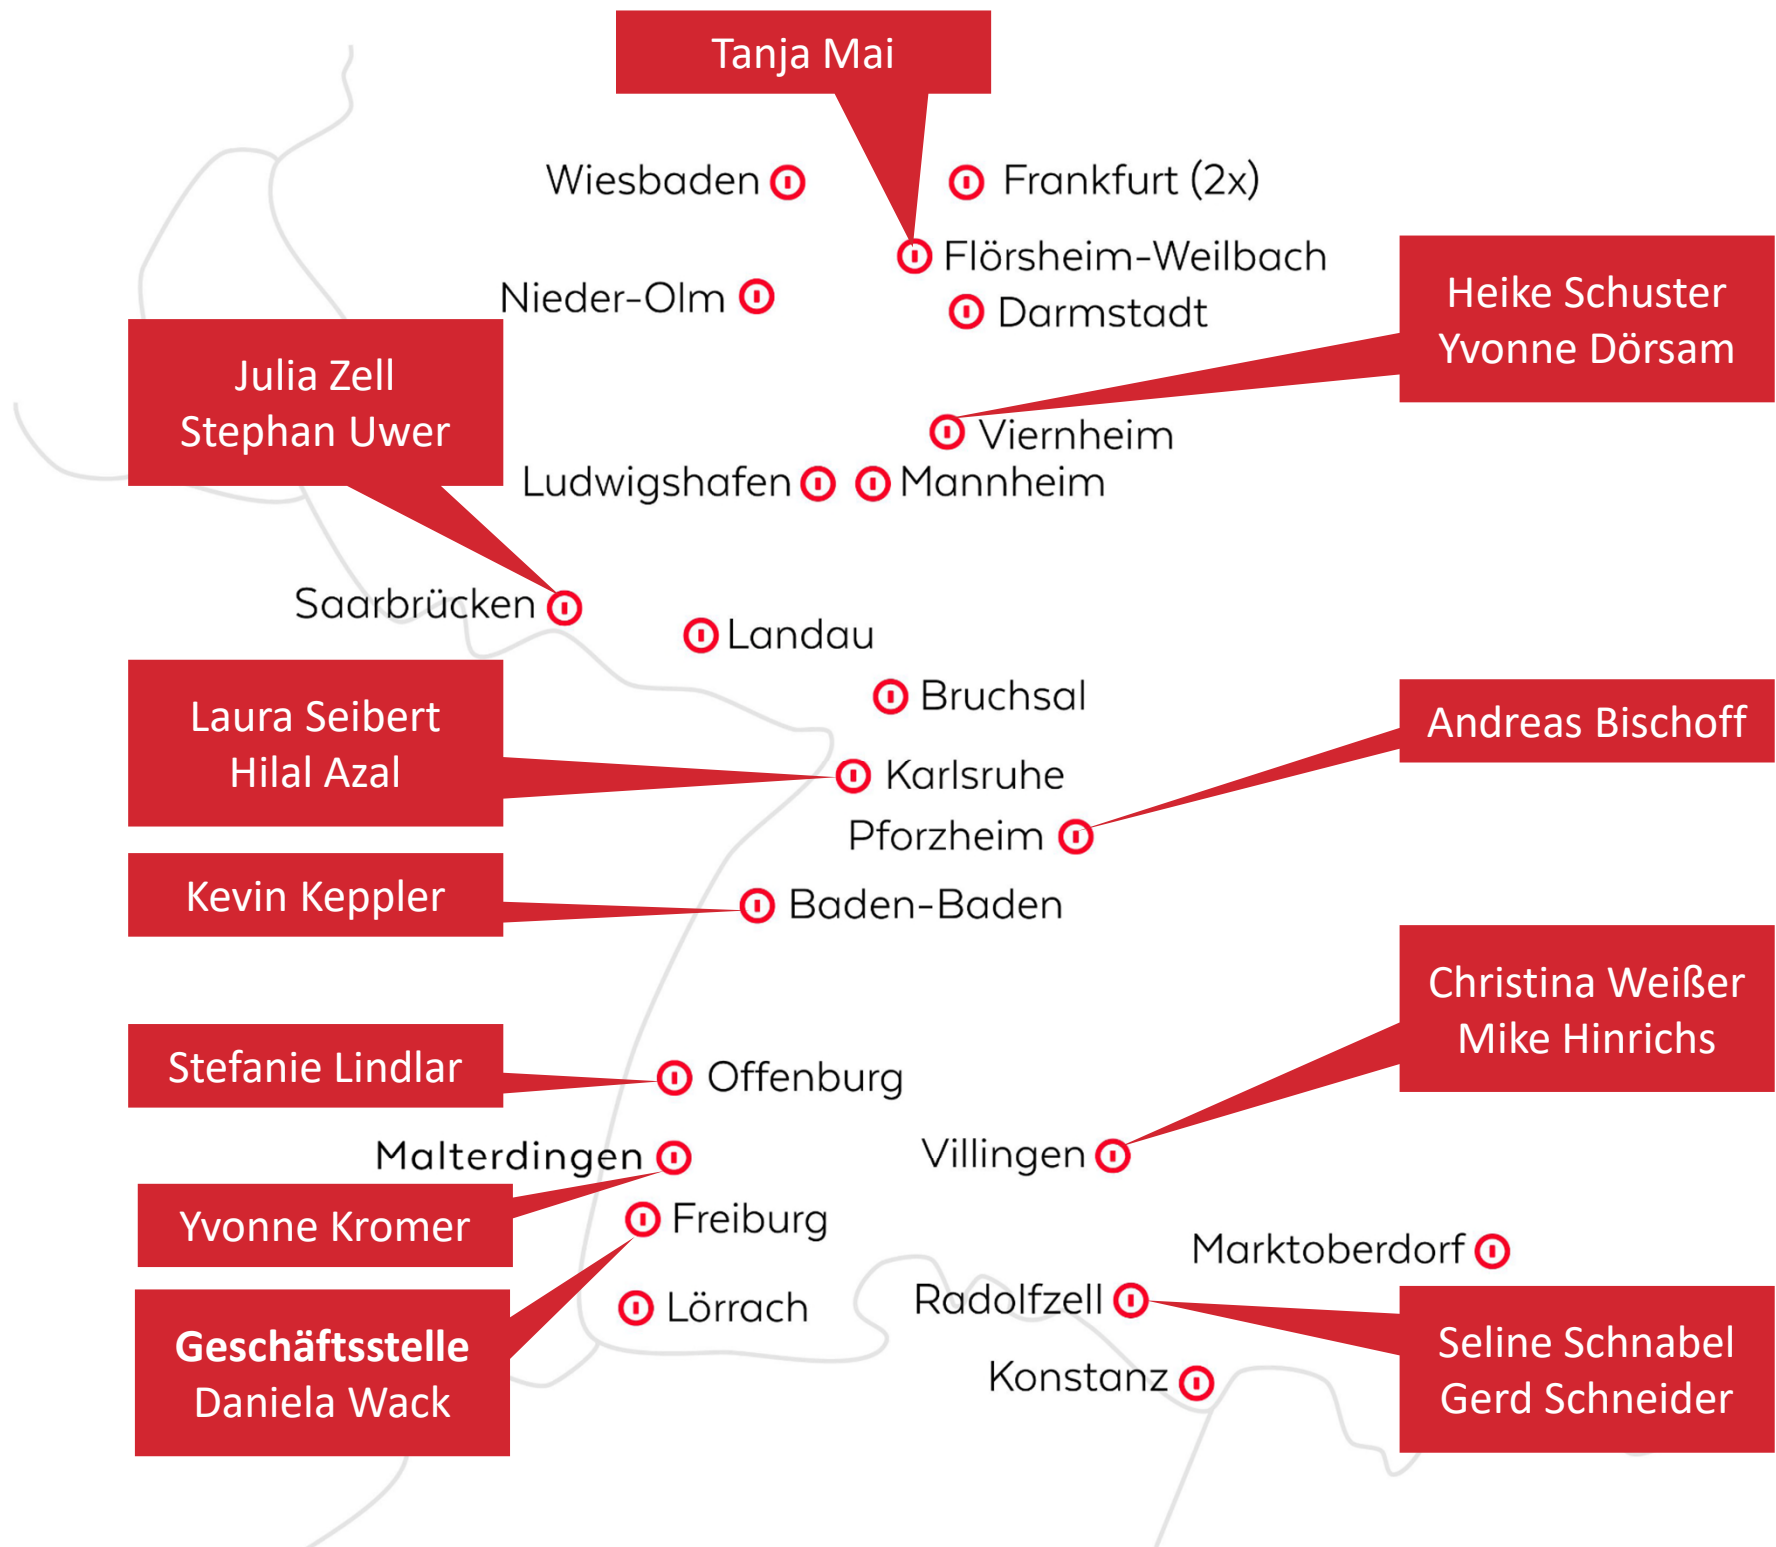 Tanja Mai
Wiesbaden
Frankfurt (2x)
Flörsheim-Weilbach
Nieder-Olm
Darmstadt
Heike Schuster
Yvonne Dörsam
Julia Zell
Stephan Uwer
Viernheim
Ludwigshafen
Mannheim
Saarbrücken
Landau
Bruchsal
Laura Seibert
Hilal Azal
Karlsruhe
Andreas Bischoff
Pforzheim
Kevin Keppler
Baden-Baden
Christina Weißer
Mike Hinrichs
Stefanie Lindlar
Offenburg
Malterdingen
Villingen
Yvonne Kromer
Freiburg
Marktoberdorf
Geschäftsstelle
Daniela Wack
Lörrach
Radolfzell
Seline Schnabel
Gerd Schneider
Konstanz